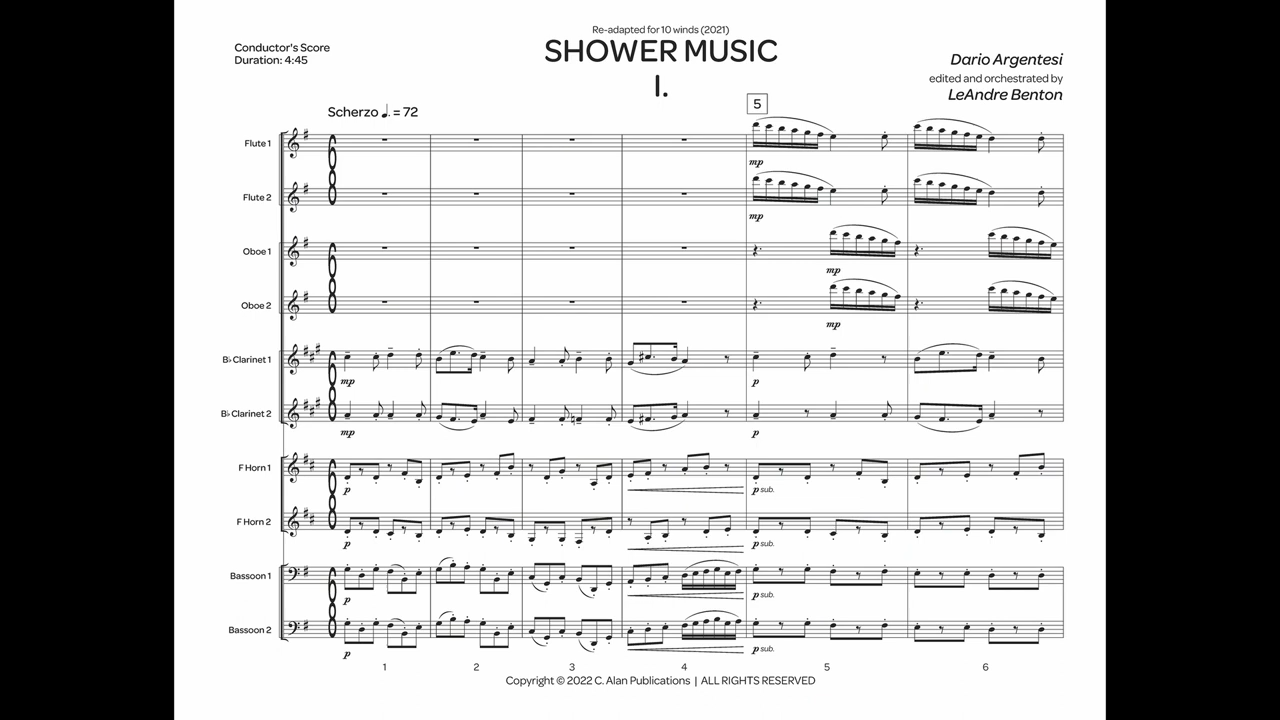 Re-adapted for 10 winds (2021)
Conductor's Score
Duration: 4:45
SHOWER MUSIC
I.
Dario Argentesi
edited and orchestrated by
LeAndre Benton
Scherzo ♩. = 72
5
Flute 1
mp
Flute 2
mp
Oboe 1
mp
Oboe 2
mp
B♭ Clarinet 1
mp p
B♭ Clarinet 2
mp p
F Horn 1
p p sub.
F Horn 2
p p sub.
Bassoon 1
p p sub.
Bassoon 2
p p sub.
1 2 3 4 5 6
Copyright © 2022 C. Alan Publications | ALL RIGHTS RESERVED